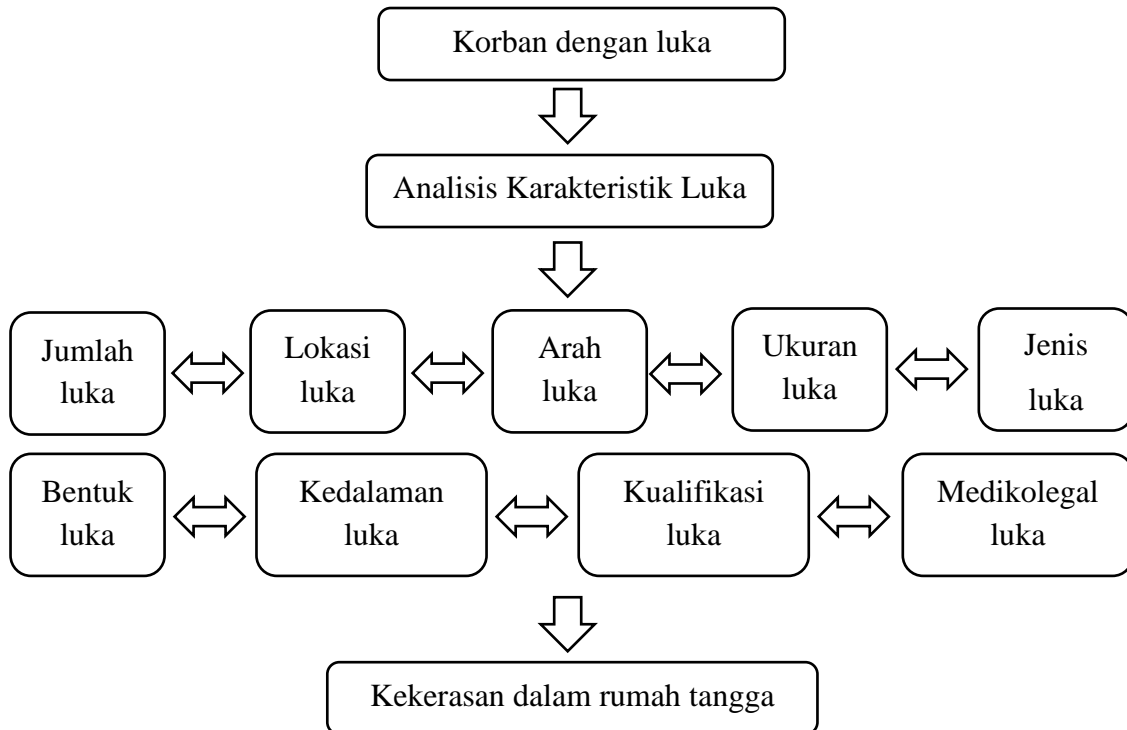 Korban dengan luka
Analisis Karakteristik Luka
Jumlah
luka
Lokasi
luka
Arah
luka
Ukuran
luka
Jenis
luka
Bentuk
luka
Kedalaman
luka
Kualifikasi
luka
Medikolegal
luka
Kekerasan dalam rumah tangga